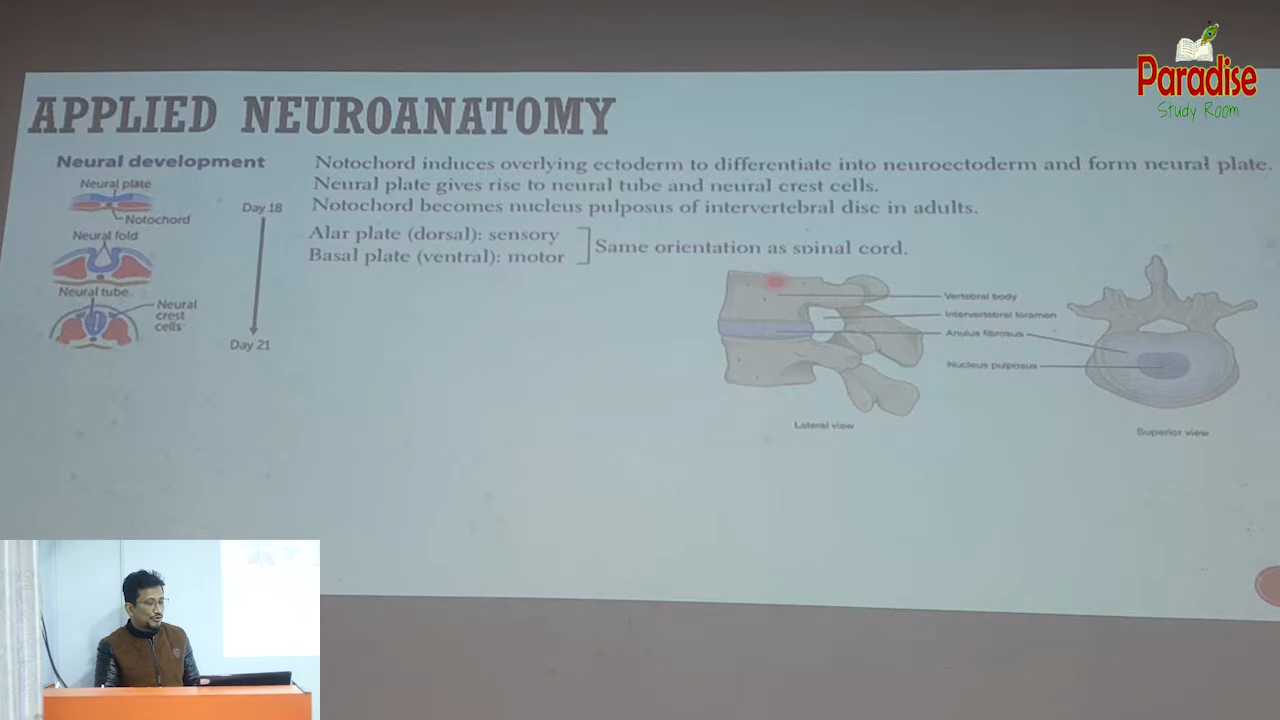 Paradise
Study Room
APPLIED NEUROANATOMY
Neural development
Neural plate
Notochord
Neural fold
Neural tube
Neural
crest
cells
Day 18
Day 21
Notochord induces overlying ectoderm to differentiate into neuroectoderm and form neural plate.
Neural plate gives rise to neural tube and neural crest cells.
Notochord becomes nucleus pulposus of intervertebral disc in adults.
Alar plate (dorsal): sensory
Basal plate (ventral): motor
Same orientation as spinal cord.
Vertebral body
Intervertebral foramen
Anulus fibrosus
Nucleus pulposus
Lateral view
Superior view